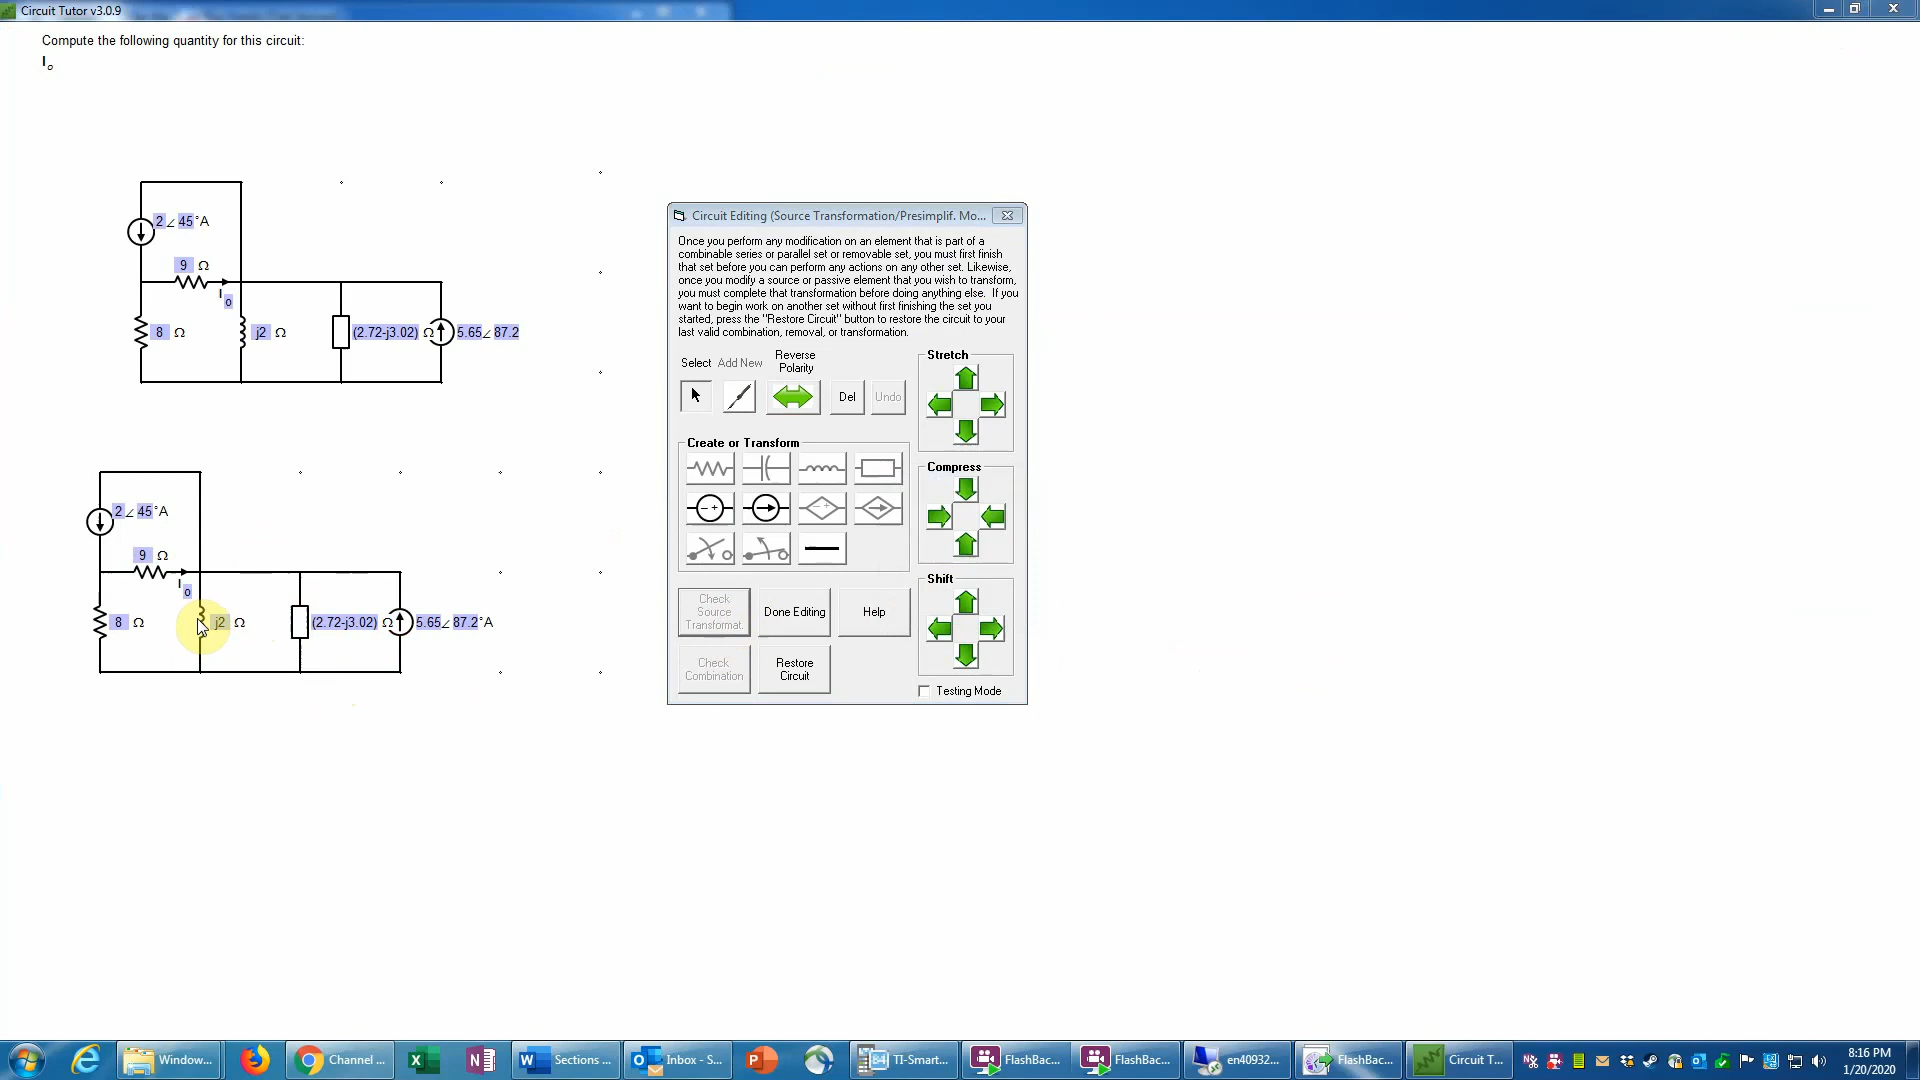 Circuit Tutor v3.0.9
Compute the following quantity for this circuit:
I o
2∠ 45°A
9 Ω
I o
8 Ω
j2 Ω
(2.72-j3.02) Ω
5.65∠ 87.2
2∠ 45°A
9 Ω
I o
8 Ω
j2 Ω
(2.72-j3.02) Ω
5.65∠ 87.2°A
Circuit Editing (Source Transformation/Presimplif. Mo...
Once you perform any modification on an element that is part of a
combinable series or parallel set or removable set, you must first finish
that set before you can perform any actions on any other set. Likewise,
once you modify a source or passive element that you wish to transform,
you must complete that transformation before doing anything else. If you
want to begin work on another set without first finishing the set you
started, press the "Restore Circuit" button to restore the circuit to your
last valid combination, removal, or transformation.
Select
Add New
Reverse
Polarity
Del
Undo
Create or Transform
Check
Source
Transformat.
Done Editing
Help
Check
Combination
Restore
Circuit
Stretch
Compress
Shift
Testing Mode
Window...
Channel ...
Sections ...
Inbox - S...
TI-Smart...
FlashBac...
FlashBac...
en40932...
FlashBac...
Circuit T...
8:16 PM
1/20/2020